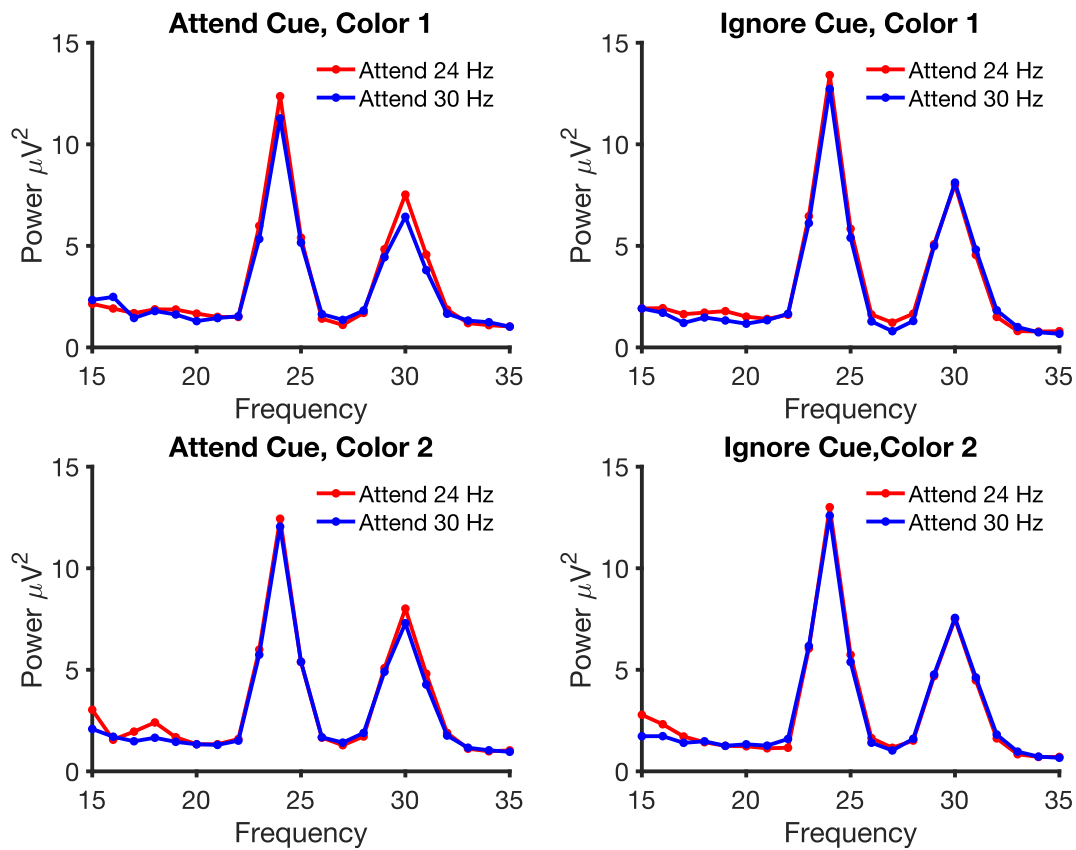 Attend Cue, Color 1
15
10
5
0
Power μV²
Attend 24 Hz
Attend 30 Hz
15 20 25 30 35
Frequency
Ignore Cue, Color 1
15
10
5
0
Power μV²
Attend 24 Hz
Attend 30 Hz
15 20 25 30 35
Frequency
Attend Cue, Color 2
15
10
5
0
Power μV²
Attend 24 Hz
Attend 30 Hz
15 20 25 30 35
Frequency
Ignore Cue,Color 2
15
10
5
0
Power μV²
Attend 24 Hz
Attend 30 Hz
15 20 25 30 35
Frequency